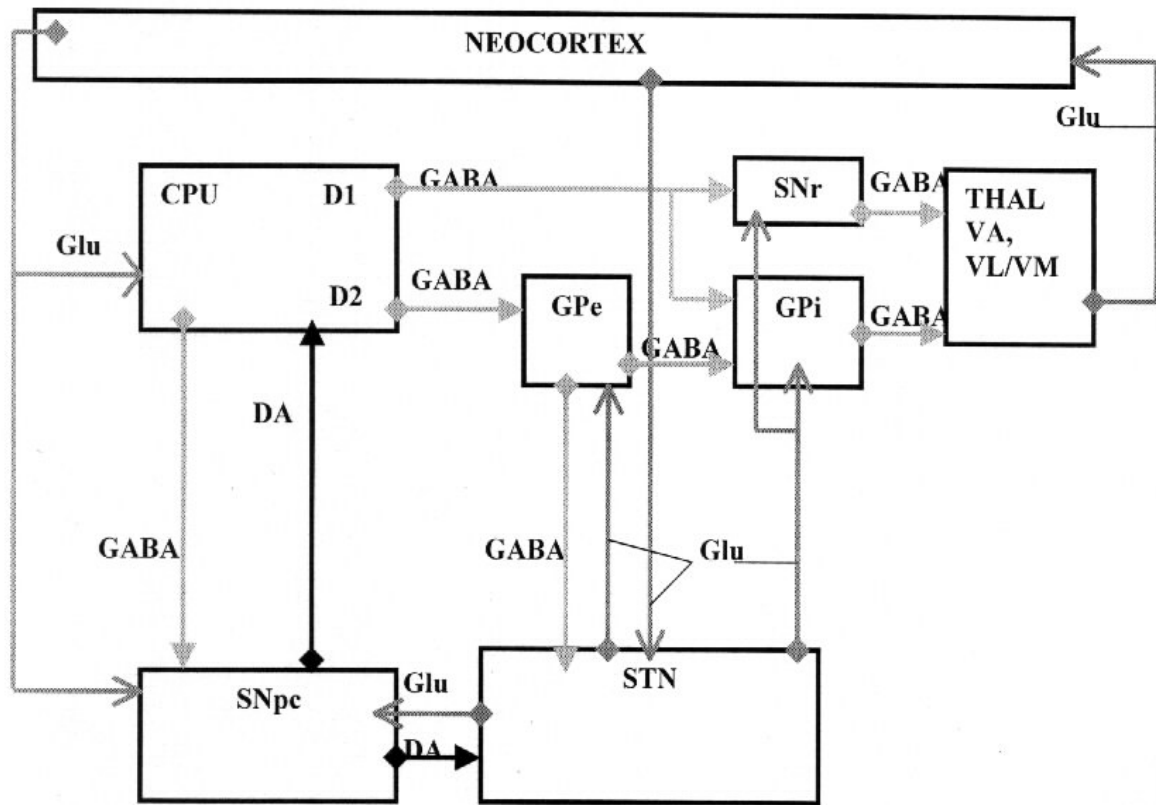 NEOCORTEX
Glu
CPU
D1
GABA
SNr
GABA
THAL
VA,
VL/VM
Glu
D2
GABA
GPe
GABA
GPi
GABA
DA
GABA
GABA
Glu
SNpc
Glu
STN
DA